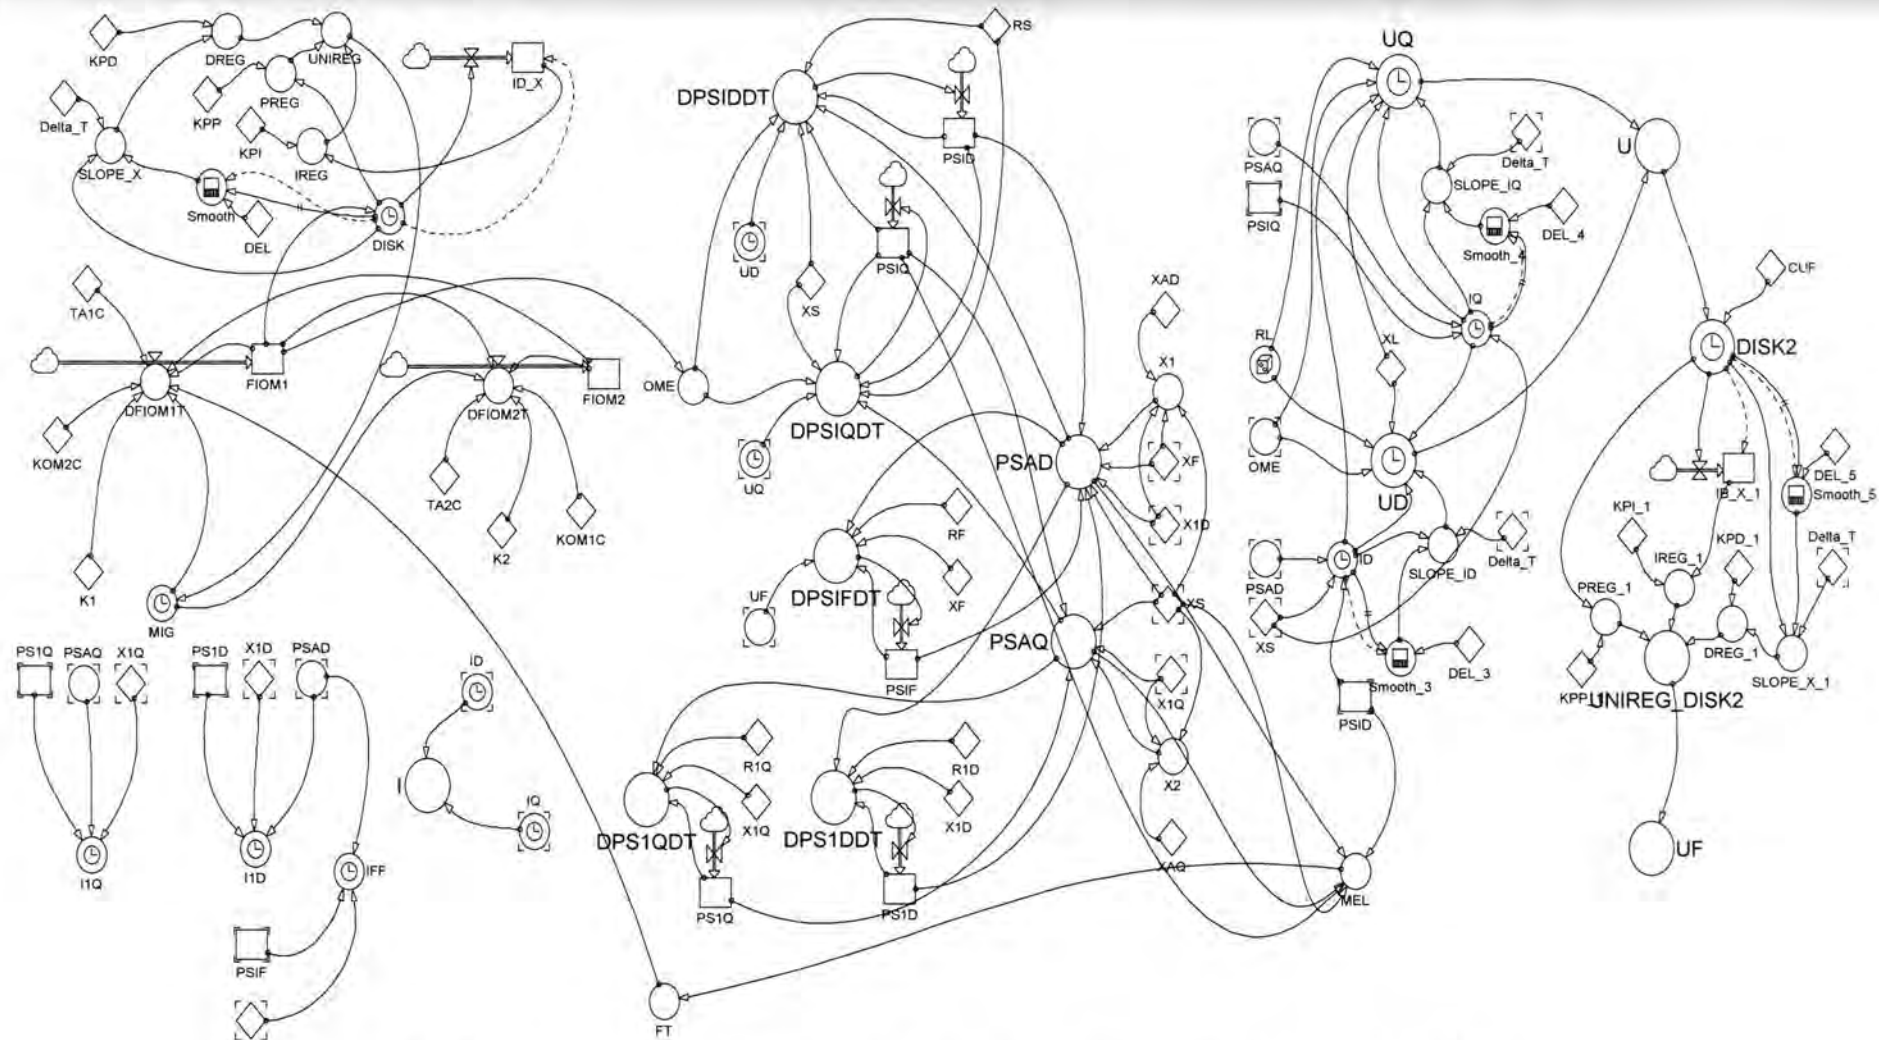 KPD
DREG
UNIREG
ID_X
PREG
KPP
Delta_T
KPI
SLOPE_X
IREG
Smooth
DEL
DISK
TA1C
FIOM1
DFIOM1T
KOM2C
K1
MIG
DFIOM2T
FIOM2
TA2C
K2
KOM1C
OME
RS
DPSIDDT
PSID
UD
XS
PSIQ
DPSIQDT
UQ
XAD
X1
PSAD
XF
X1D
RF
XF
DPSIFDT
UF
PSIF
PSAQ
XS
X1Q
X2
XAQ
R1Q
X1Q
DPS1QDT
PS1Q
R1D
X1D
DPS1DDT
PS1D
MEL
FT
UQ
U
PSAQ
PSIQ
Delta_T
SLOPE_IQ
DEL_4
Smooth_4
IQ
RL
XL
OME
UD
ID
PSAD
XS
SLOPE_ID
Delta_T
Smooth_3
DEL_3
PSID
CUF
DISK2
DEL_5
Smooth_5
IB_X_1
KPI_1
IREG_1
KPD_1
Delta_T
PREG_1
DREG_1
SLOPE_X_1
KPP_1
UNIREG_DISK2
UF
PS1Q
PSAQ
X1Q
I1Q
PS1D
X1D
PSAD
I1D
IFF
PSIF
ID
I
IQ